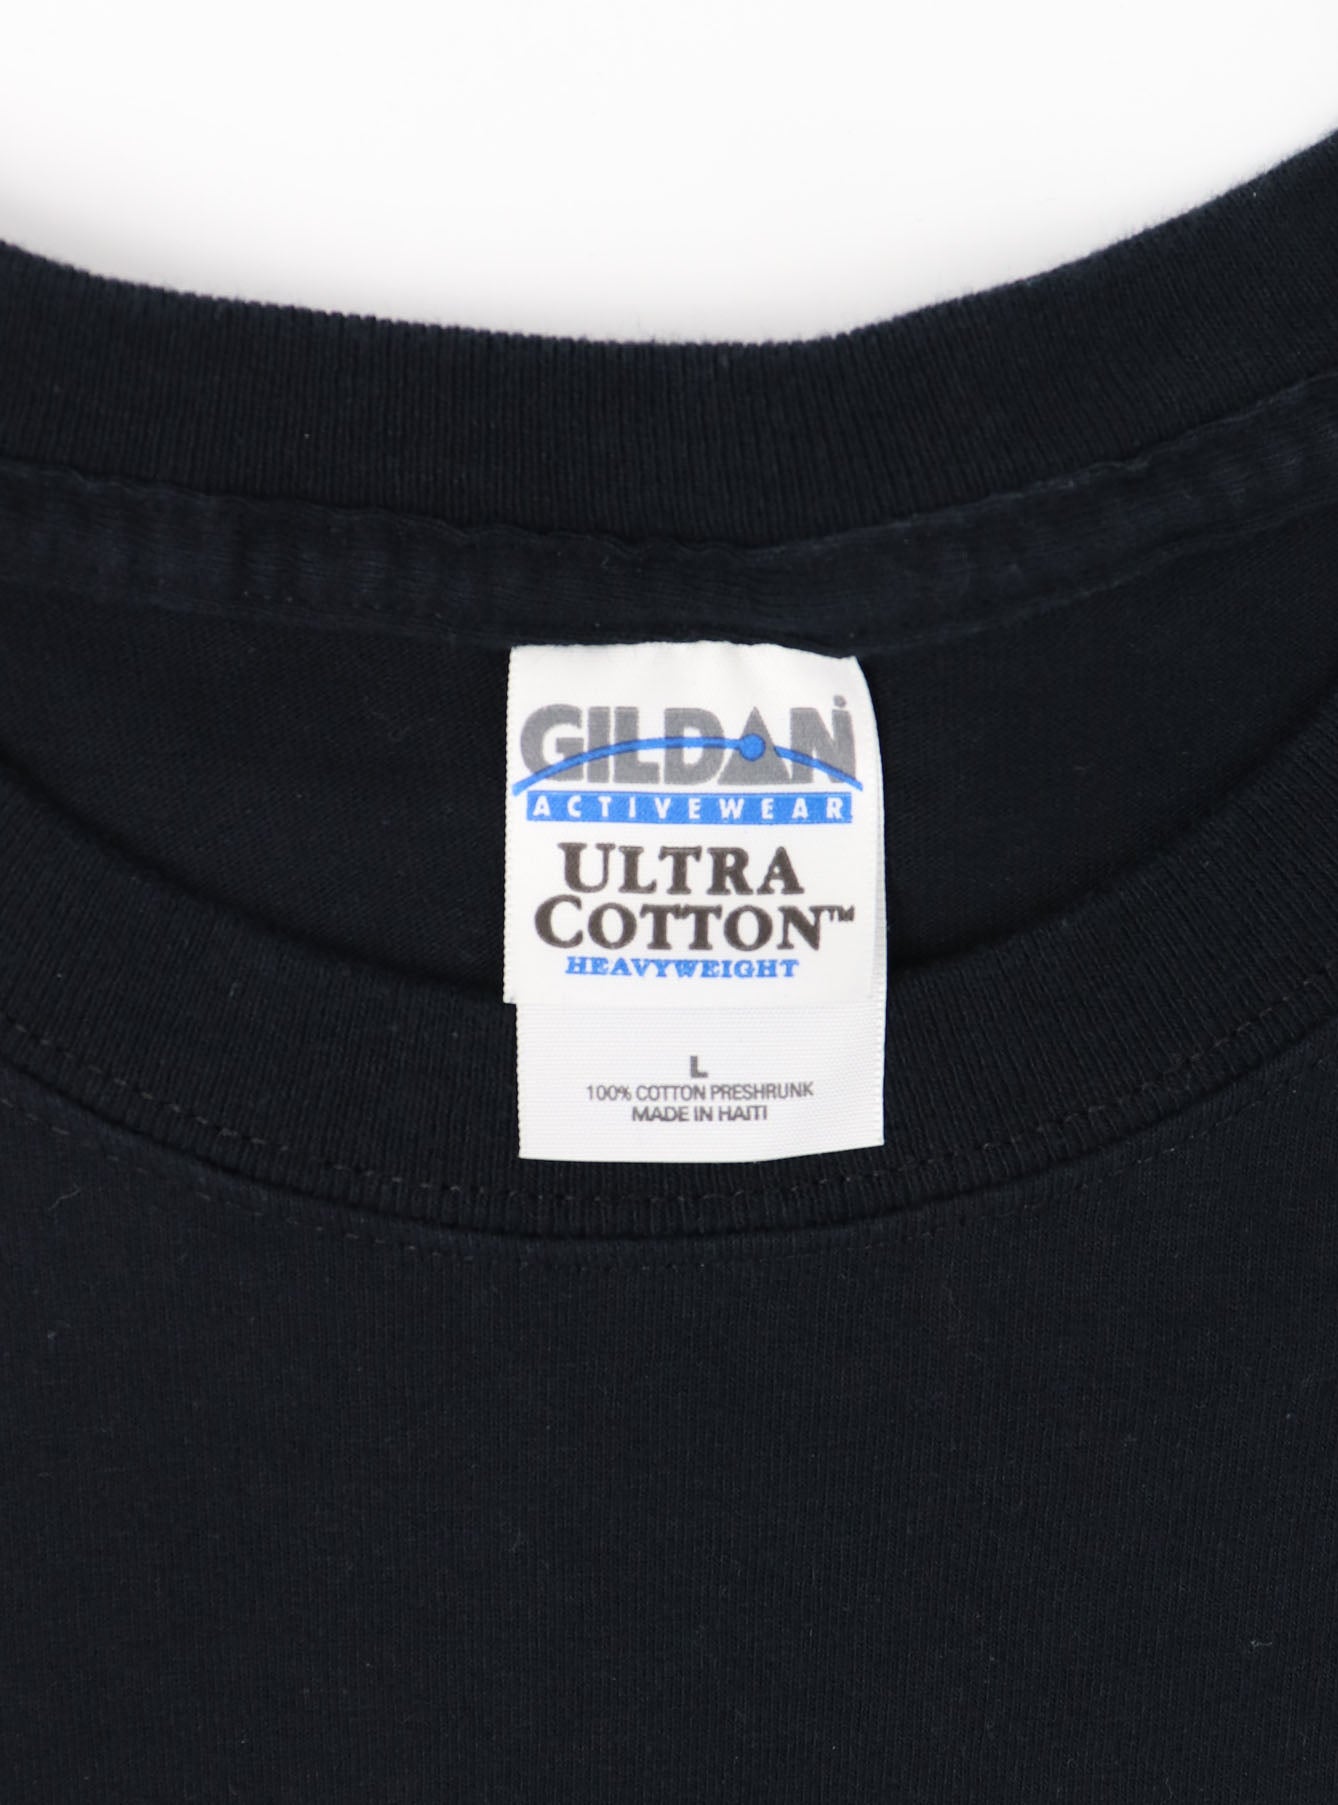 GILDAN
ACTIVEWEAR
ULTRA
COTTON™
HEAVYWEIGHT
L
100% COTTON PRESHRUNK
MADE IN HAITI